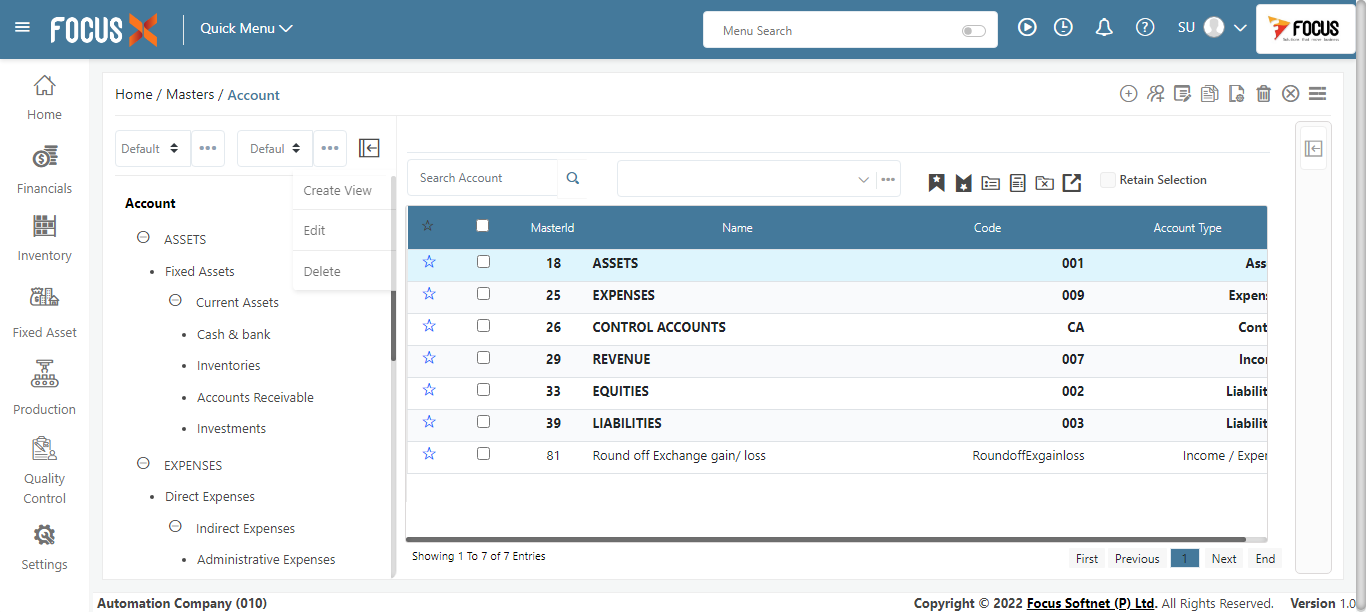 FOCUS X
Quick Menu
Menu Search
SU
FOCUS
Home
Financials
Inventory
Fixed Asset
Production
Quality
Control
Settings
Home / Masters / Account
Default
Defaul
Create View
Edit
Delete
Account
ASSETS
Fixed Assets
Current Assets
Cash & bank
Inventories
Accounts Receivable
Investments
EXPENSES
Direct Expenses
Indirect Expenses
Administrative Expenses
Search Account
Retain Selection
MasterId Name Code Account Type
18 ASSETS 001 Ass
25 EXPENSES 009 Expens
26 CONTROL ACCOUNTS CA Cont
29 REVENUE 007 Incor
33 EQUITIES 002 Liabilit
39 LIABILITIES 003 Liabilit
81 Round off Exchange gain/ loss RoundoffExgainloss Income / Exper
Showing 1 To 7 of 7 Entries
First Previous 1 Next End
Automation Company (010)
Copyright © 2022 Focus Softnet (P) Ltd. All Rights Reserved. Version 1.0